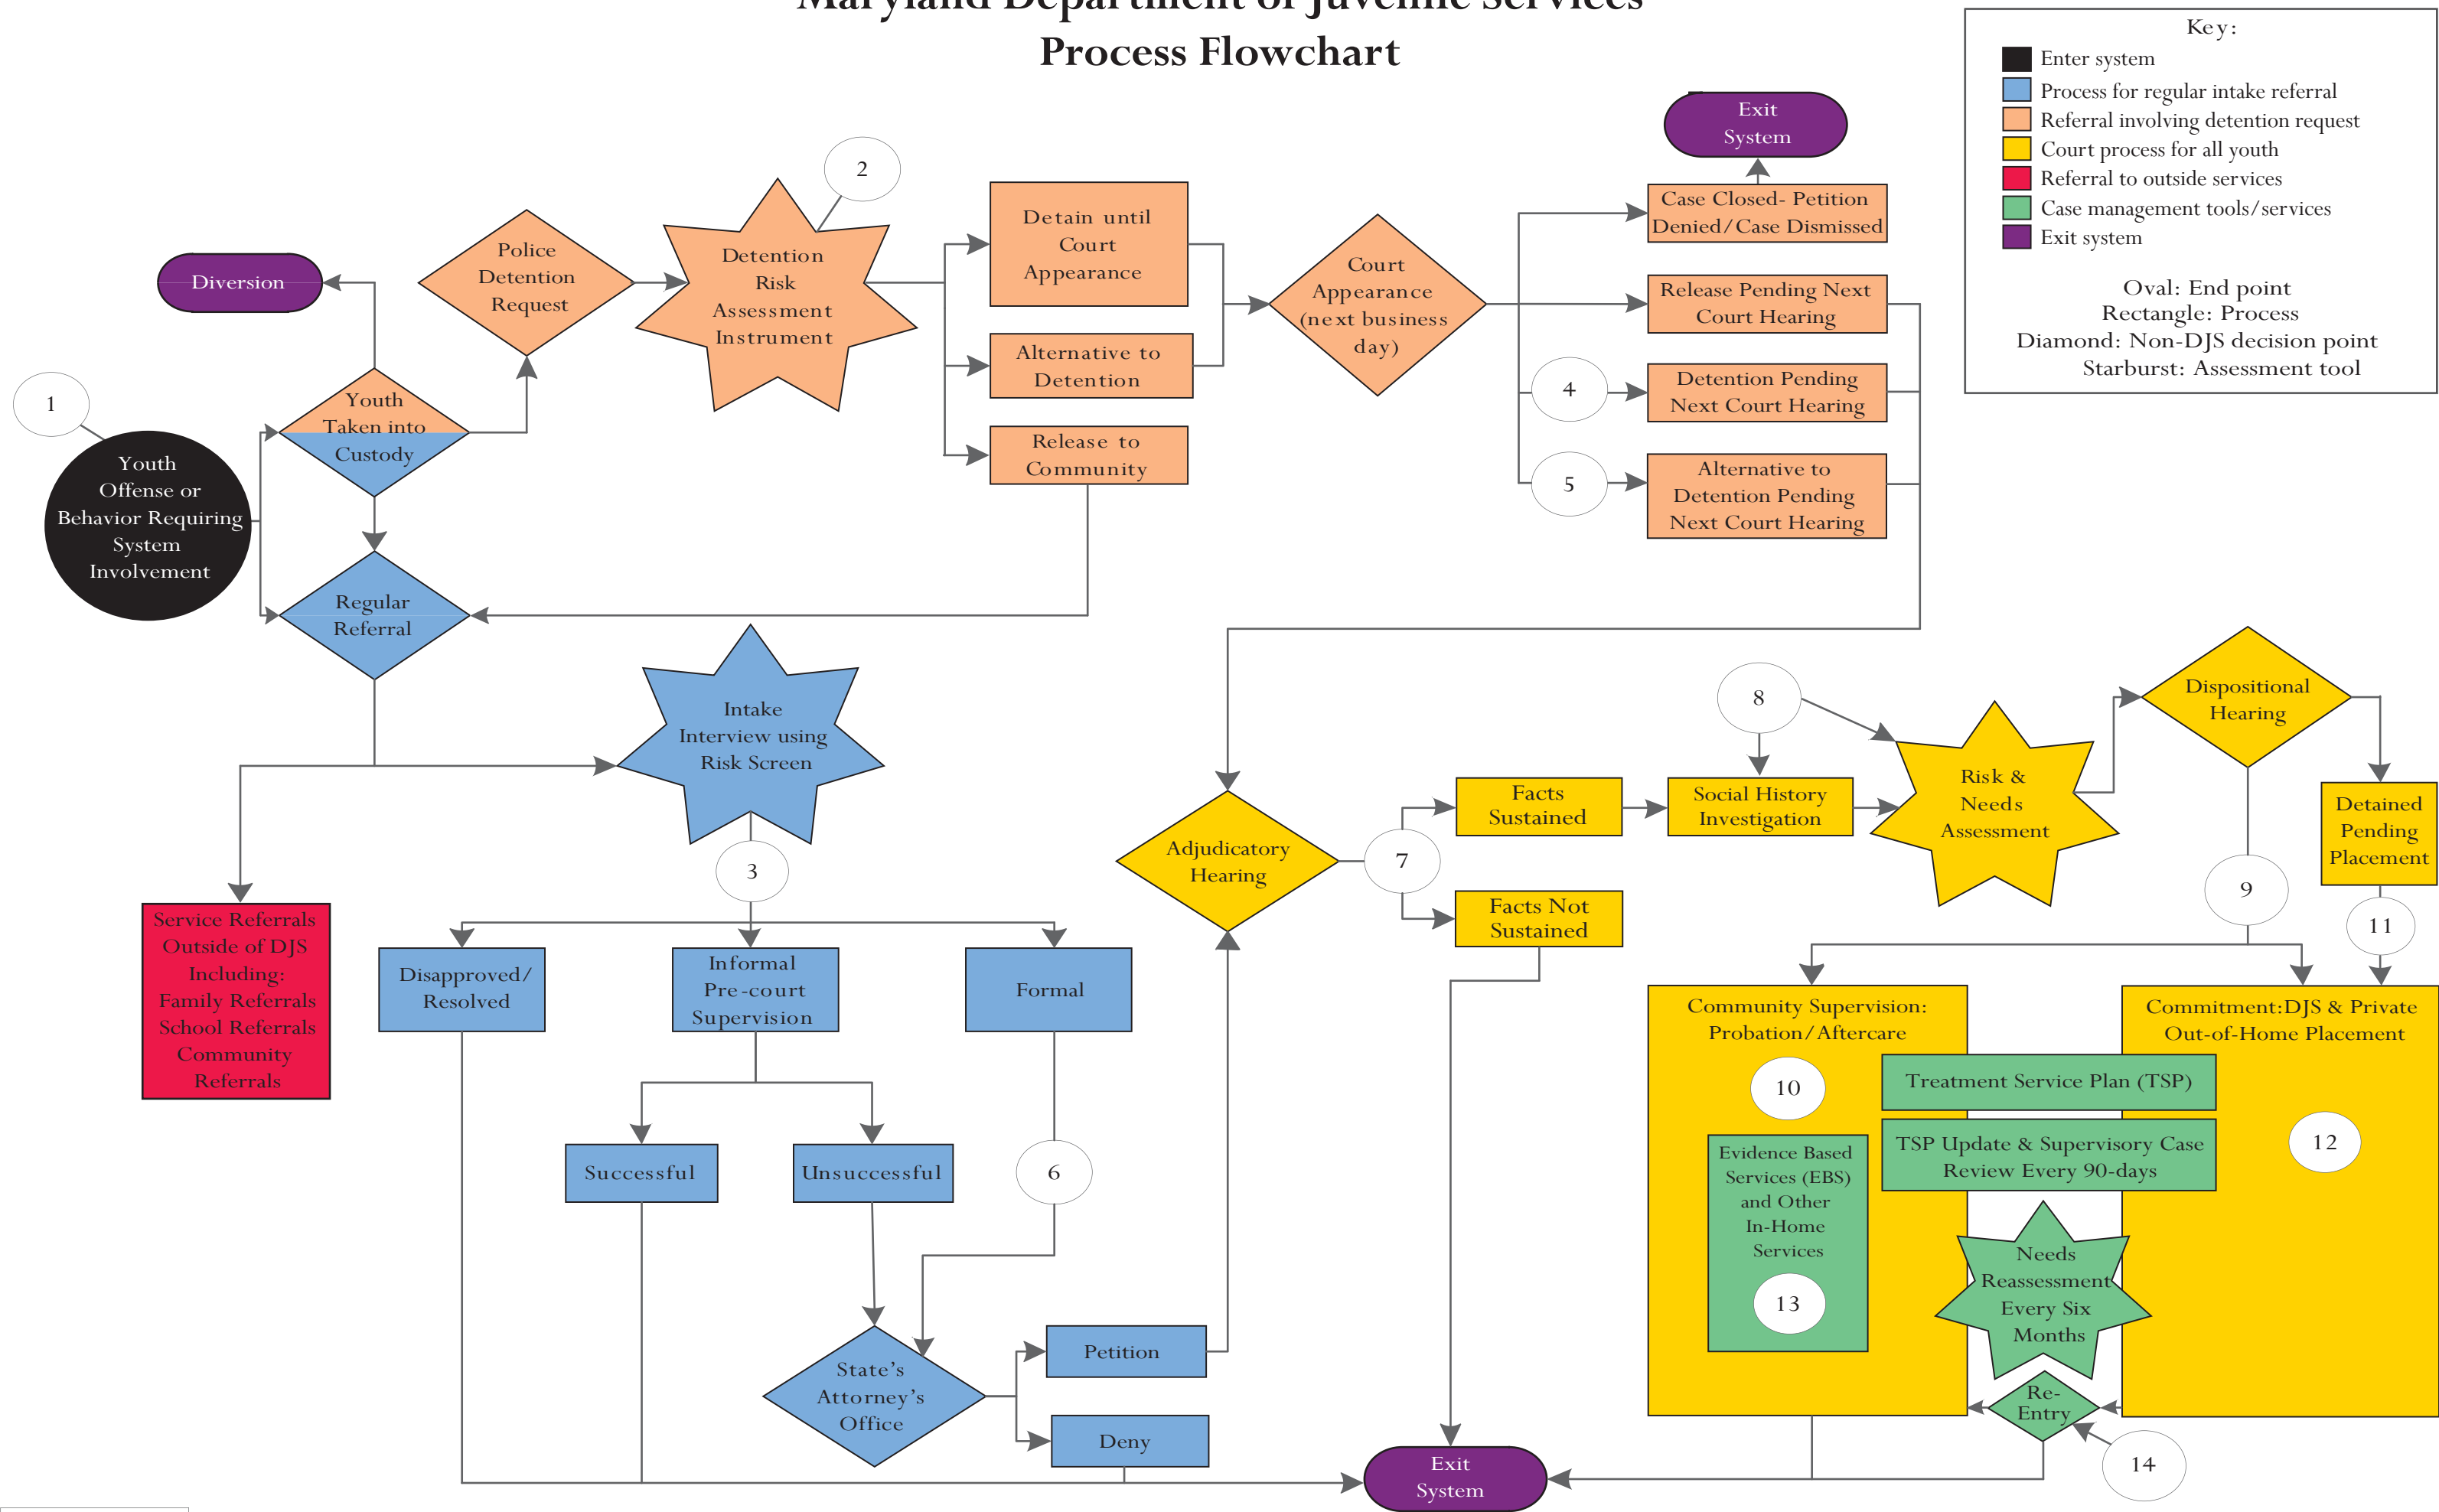 Maryland Department of Juvenile Services
Process Flowchart
Key:
Enter system
Process for regular intake referral
Referral involving detention request
Court process for all youth
Referral to outside services
Case management tools/services
Exit system
Oval: End point
Rectangle: Process
Diamond: Non-DJS decision point
Starburst: Assessment tool
1
Youth
Offense or
Behavior Requiring
System
Involvement
Diversion
Youth
Taken into
Custody
Regular
Referral
Police
Detention
Request
2
Detention
Risk
Assessment
Instrument
Detain until
Court
Appearance
Alternative to
Detention
Release to
Community
Court
Appearance
(next business
day)
Exit
System
Case Closed- Petition
Denied/Case Dismissed
Release Pending Next
Court Hearing
4
Detention Pending
Next Court Hearing
5
Alternative to
Detention Pending
Next Court Hearing
Intake
Interview using
Risk Screen
3
Service Referrals
Outside of DJS
Including:
Family Referrals
School Referrals
Community
Referrals
Disapproved/
Resolved
Informal
Pre-court
Supervision
Formal
Successful
Unsuccessful
6
State’s
Attorney’s
Office
Petition
Deny
Adjudicatory
Hearing
7
Facts
Sustained
Facts Not
Sustained
8
Social History
Investigation
Risk &
Needs
Assessment
Dispositional
Hearing
Detained
Pending
Placement
9
11
Community Supervision:
Probation/Aftercare
10
Evidence Based
Services (EBS)
and Other
In-Home
Services
13
Commitment:DJS & Private
Out-of-Home Placement
12
Treatment Service Plan (TSP)
TSP Update & Supervisory Case
Review Every 90-days
Needs
Reassessment
Every Six
Months
Re-
Entry
14
Exit
System